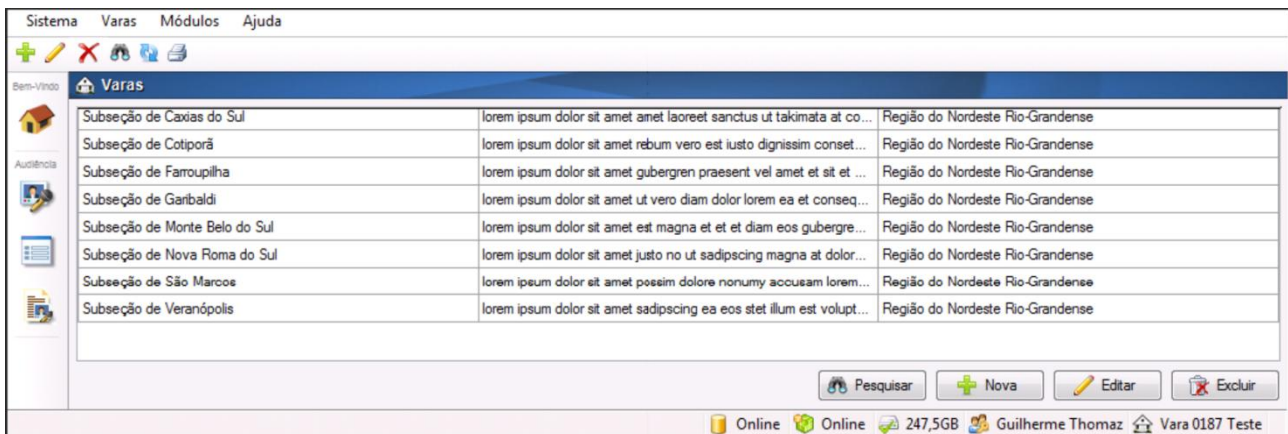 Sistema Varas Módulos Ajuda
Bem-Vindo Varas
Subseção de Caxias do Sul lorem ipsum dolor sit amet amet laoreet sanctus ut takimata at co... Região do Nordeste Rio-Grandense
Subseção de Cotiporã lorem ipsum dolor sit amet rebum vero est iusto dignissim conset... Região do Nordeste Rio-Grandense
Audiência
Subseção de Farroupilha lorem ipsum dolor sit amet gubergren praesent vel amet et sit et ... Região do Nordeste Rio-Grandense
Subseção de Garibaldi lorem ipsum dolor sit amet ut vero diam dolor lorem ea et conseq... Região do Nordeste Rio-Grandense
Subseção de Monte Belo do Sul lorem ipsum dolor sit amet est magna et et et diam eos gubergre... Região do Nordeste Rio-Grandense
Subseção de Nova Roma do Sul lorem ipsum dolor sit amet justo no ut sadipscing magna at dolor... Região do Nordeste Rio-Grandense
Subseção de São Marcos lorem ipsum dolor sit amet possim dolore nonumy accusam lorem... Região do Nordeste Rio-Grandense
Subseção de Veranópolis lorem ipsum dolor sit amet sadipscing ea eos stet illum est volupt... Região do Nordeste Rio-Grandense
Pesquisar Nova Editar Excluir
Online Online 247,5GB Guilherme Thomaz Vara 0187 Teste